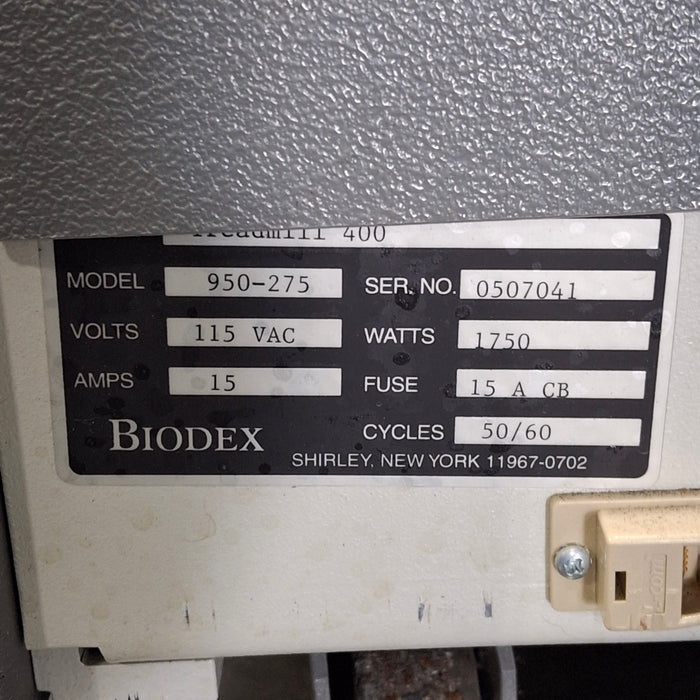 Treadmill 400
MODEL 950-275 SER. NO. 0507041
VOLTS 115 VAC WATTS 1750
AMPS 15 FUSE 15 A CB
BIODEX CYCLES 50/60
SHIRLEY, NEW YORK 11967-0702